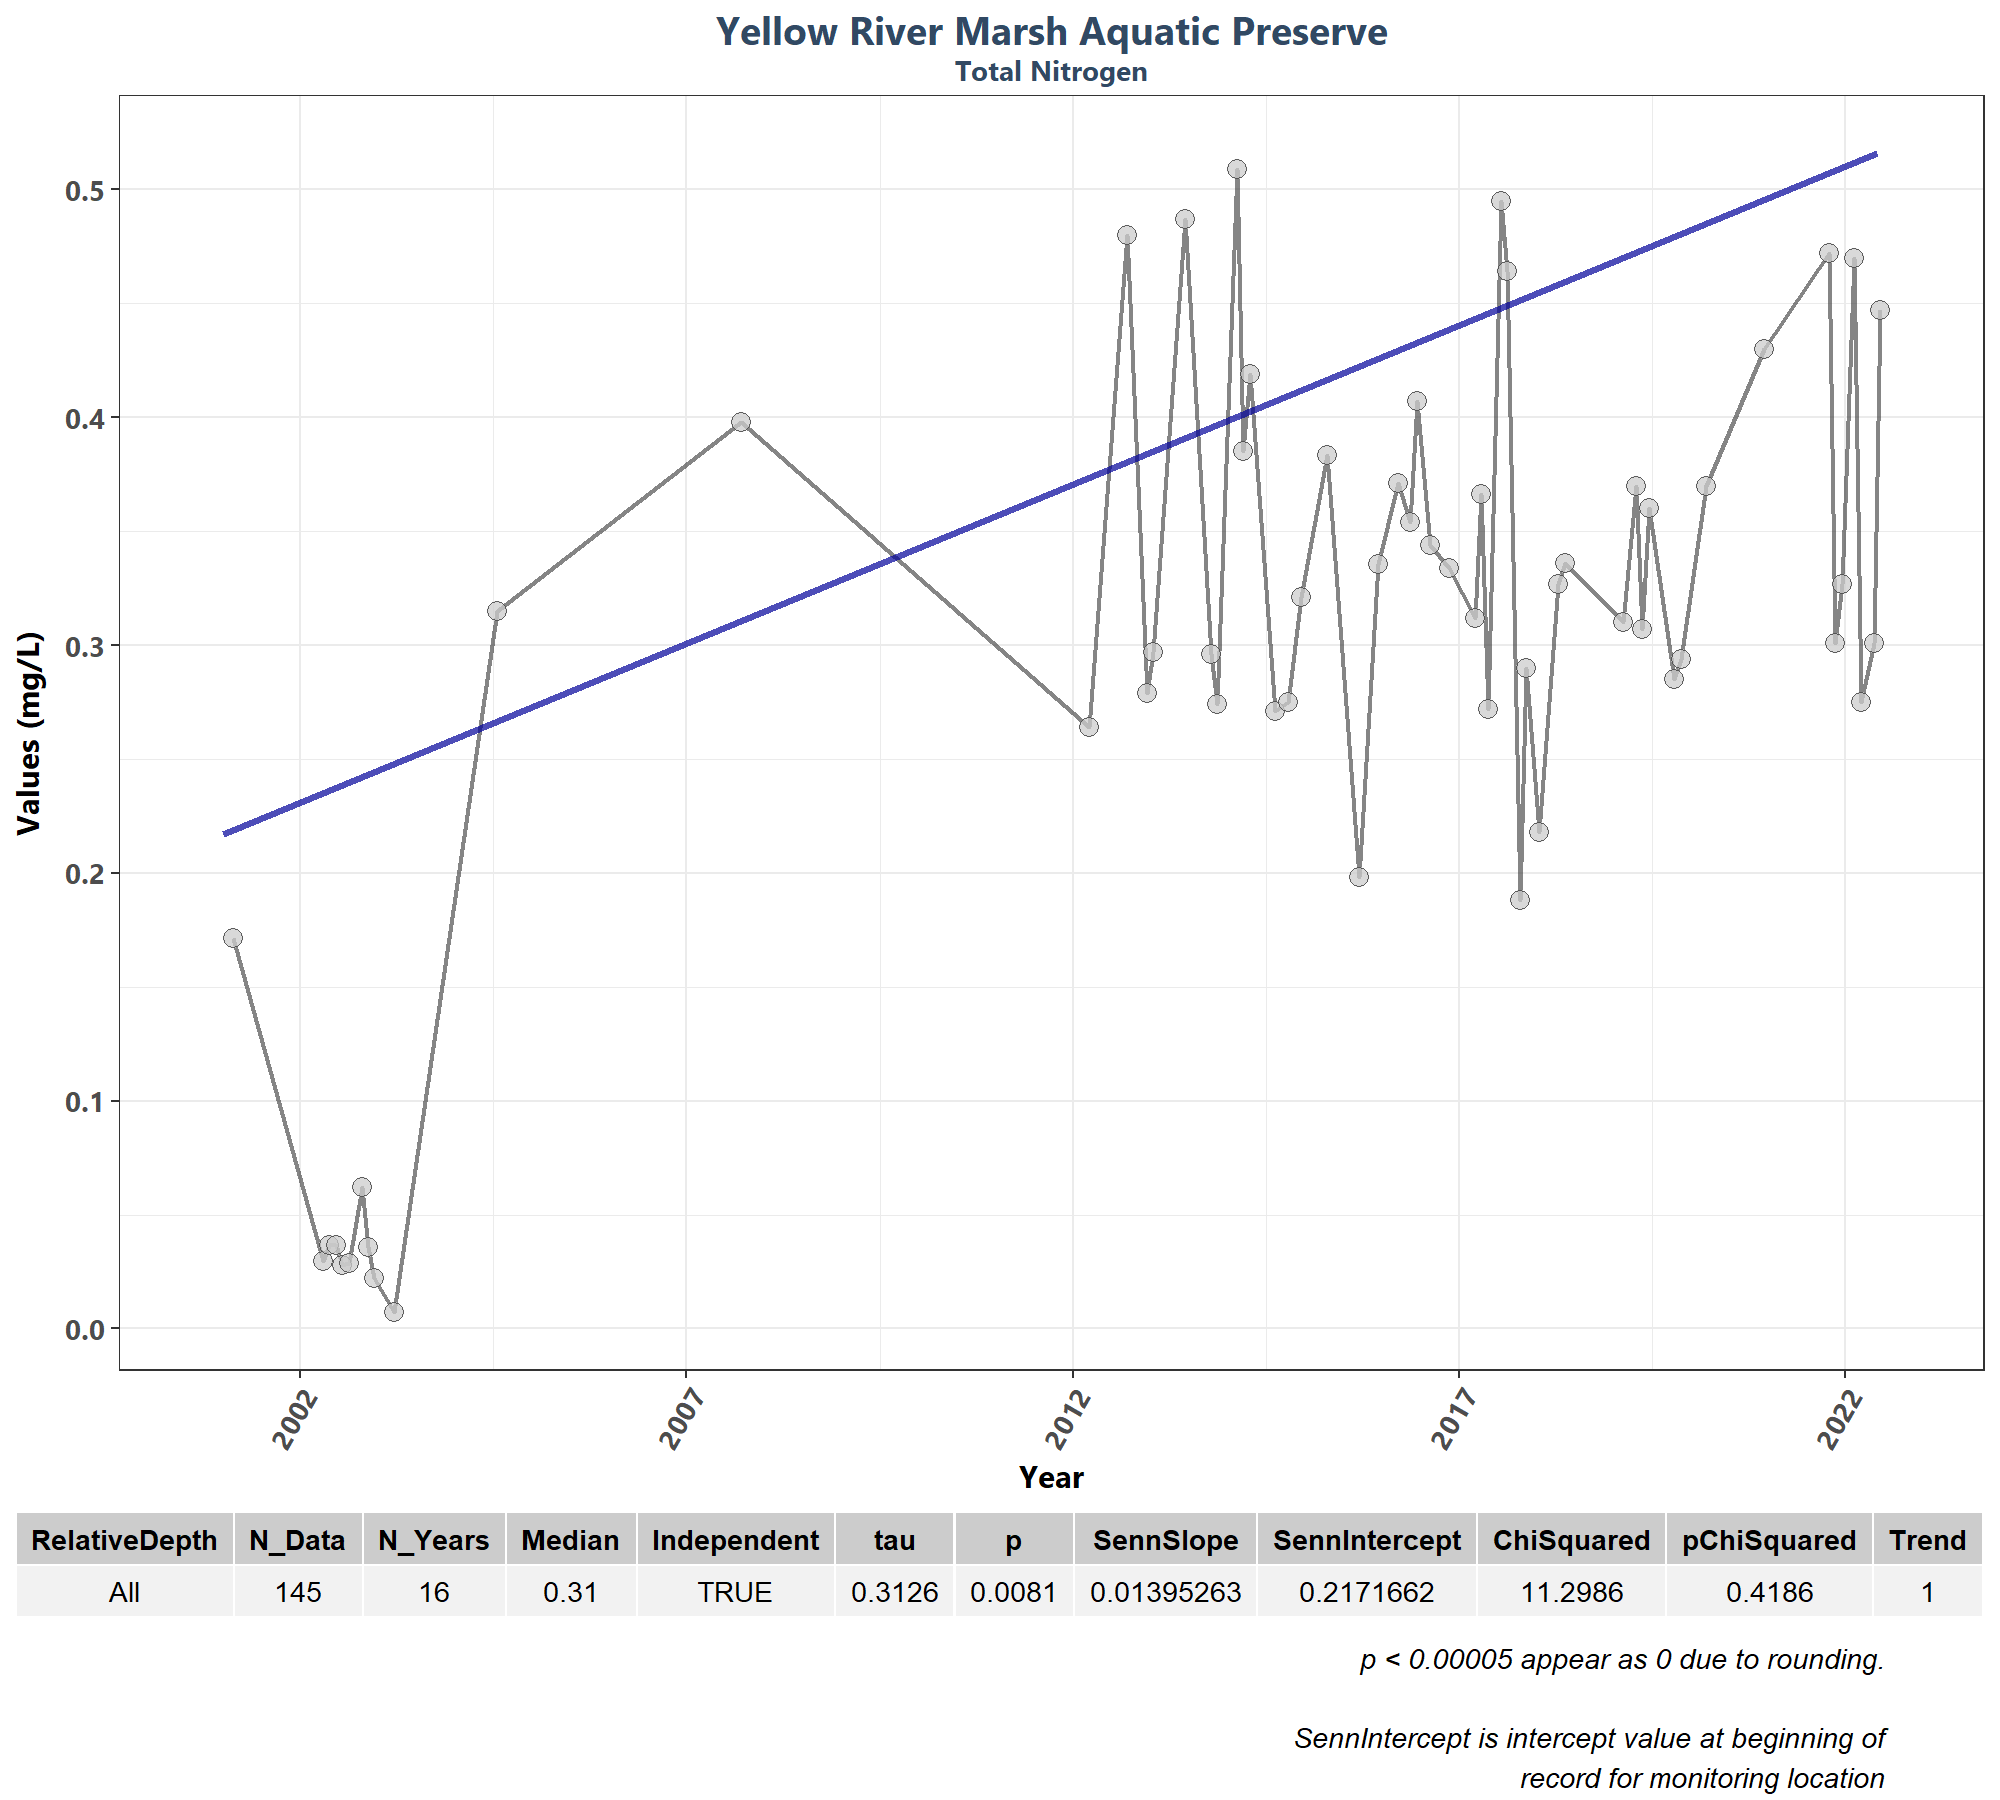 Yellow River Marsh Aquatic Preserve
Total Nitrogen
Values (mg/L)
0.5
0.4
0.3
0.2
0.1
0.0
2002 2007 2012 2017 2022
Year
RelativeDepth N_Data N_Years Median Independent tau p SennSlope SennIntercept ChiSquared pChiSquared Trend
All 145 16 0.31 TRUE 0.3126 0.0081 0.01395263 0.2171662 11.2986 0.4186 1
p < 0.00005 appear as 0 due to rounding.
SennIntercept is intercept value at beginning of
record for monitoring location